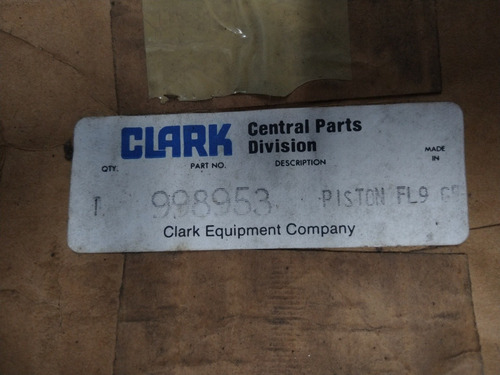 CLARK Central Parts
Division
QTY. PART NO. DESCRIPTION MADE IN
1 998953 PISTON FL9
Clark Equipment Company